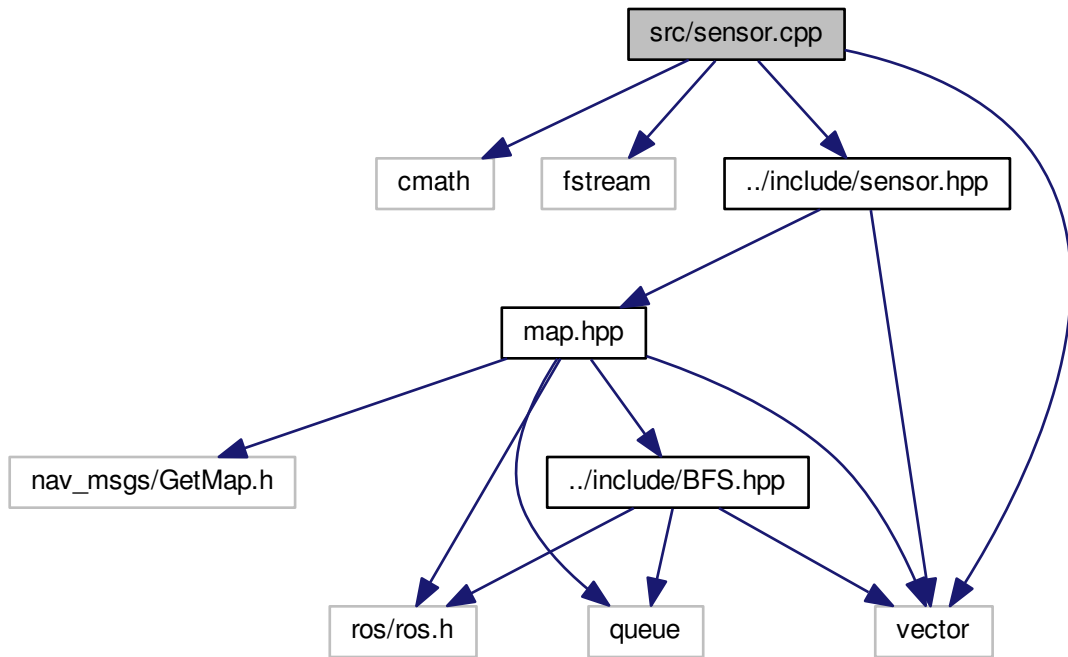 src/sensor.cpp
cmath
fstream
../include/sensor.hpp
map.hpp
nav_msgs/GetMap.h
../include/BFS.hpp
ros/ros.h
queue
vector